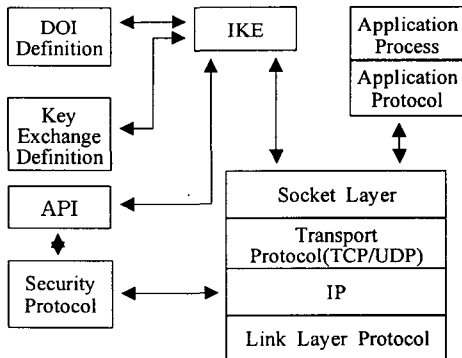 DOI
Definition
IKE
Application
Process
Application
Protocol
Key
Exchange
Definition
API
Security
Protocol
Socket Layer
Transport
Protocol(TCP/UDP)
IP
Link Layer Protocol